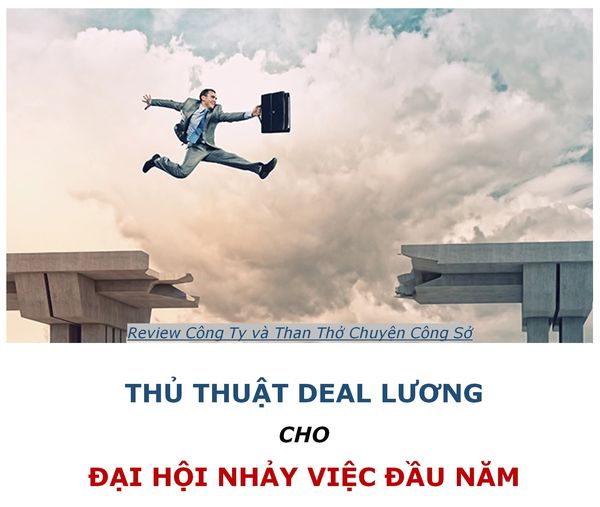 Review Công Ty và Than Thở Chuyên Công Sở
THỦ THUẬT DEAL LƯƠNG
CHO
ĐẠI HỘI NHẢY VIỆC ĐẦU NĂM